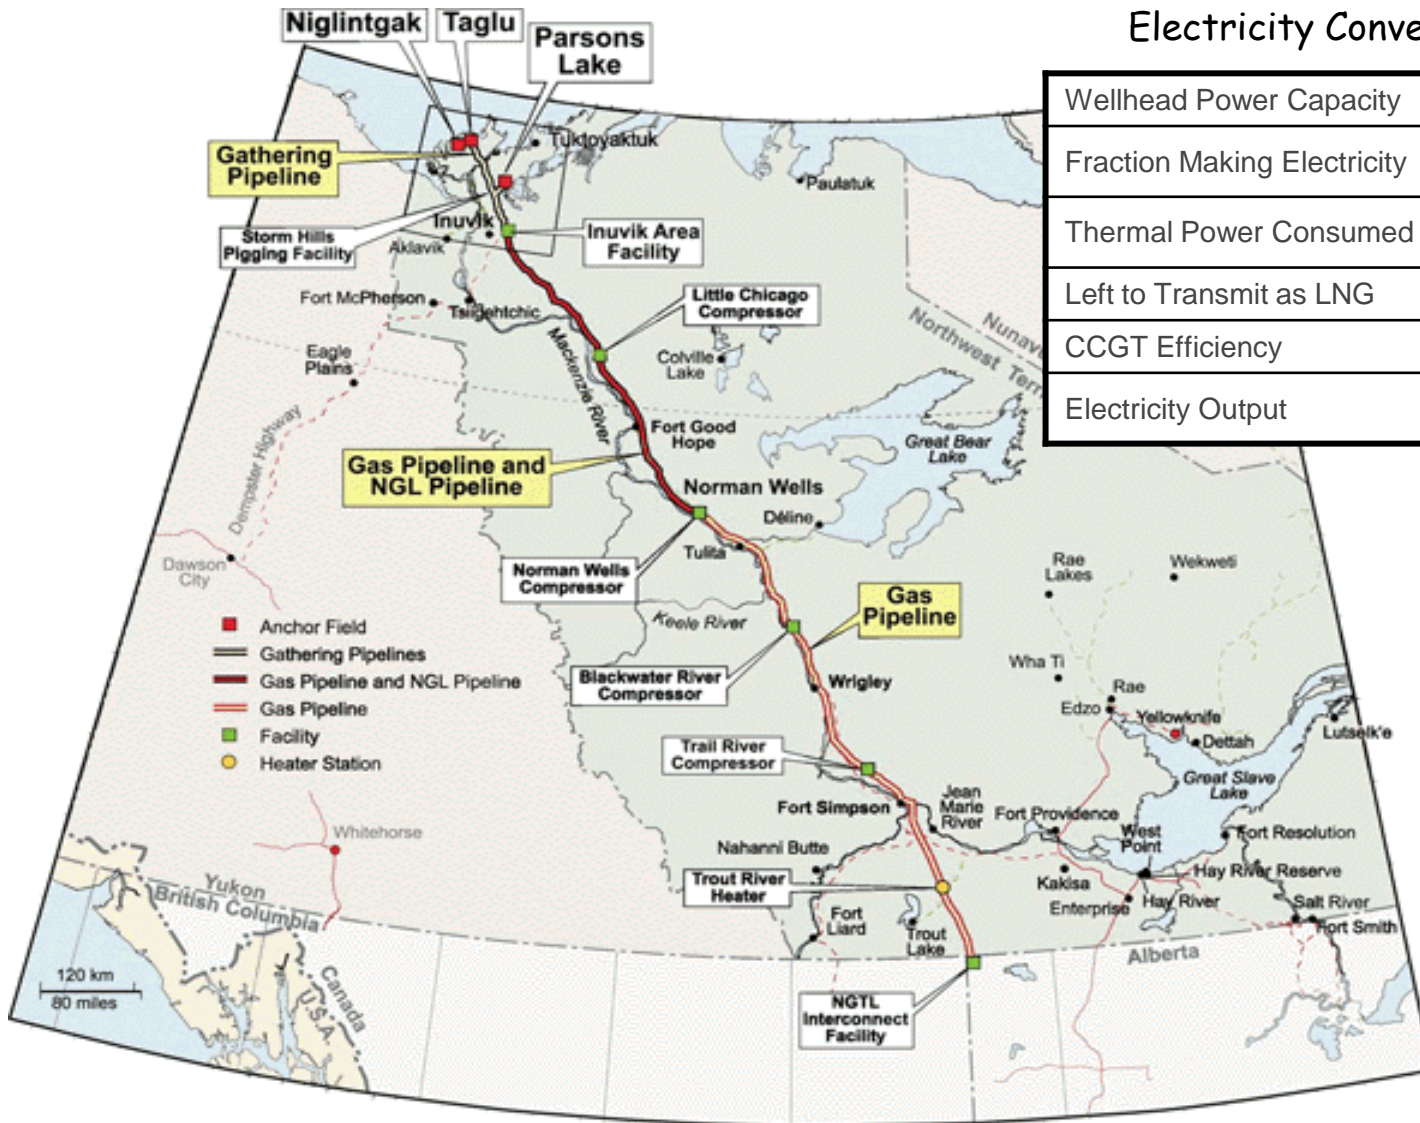 Electricity Conve
Wellhead Power Capacity
Fraction Making Electricity
Thermal Power Consumed
Left to Transmit as LNG
CCGT Efficiency
Electricity Output
Niglintgak
Taglu
Parsons
Lake
Gathering
Pipeline
Tuktoyaktuk
Paulatuk
Storm Hills
Pigging Facility
Inuvik
Aklavik
Inuvik Area
Facility
Fort McPherson
Tsiigehtchic
Little Chicago
Compressor
Eagle
Plains
Mackenzie River
Colville
Lake
Nunavu
Northwest Terri
Dempster Highway
Fort Good
Hope
Great Bear
Lake
Gas Pipeline and
NGL Pipeline
Norman Wells
Déline
Tulita
Dawson
City
Norman Wells
Compressor
Rae
Lakes
Wekweti
Keele River
Gas
Pipeline
Anchor Field
Gathering Pipelines
Gas Pipeline and NGL Pipeline
Gas Pipeline
Facility
Heater Station
Blackwater River
Compressor
Wrigley
Wha Ti
Rae
Edzo
Yellowknife
Dettah
Lutselk'e
Trail River
Compressor
Great Slave
Lake
Fort Simpson
Jean
Marie
River
Fort Providence
West
Point
Fort Resolution
Whitehorse
Nahanni Butte
Trout River
Heater
Kakisa
Hay River Reserve
Enterprise
Hay River
Salt River
Fort Smith
Yukon
British Columbia
Fort
Liard
Trout
Lake
Alberta
120 km
80 miles
Canada
U.S.A.
NGTL
Interconnect
Facility